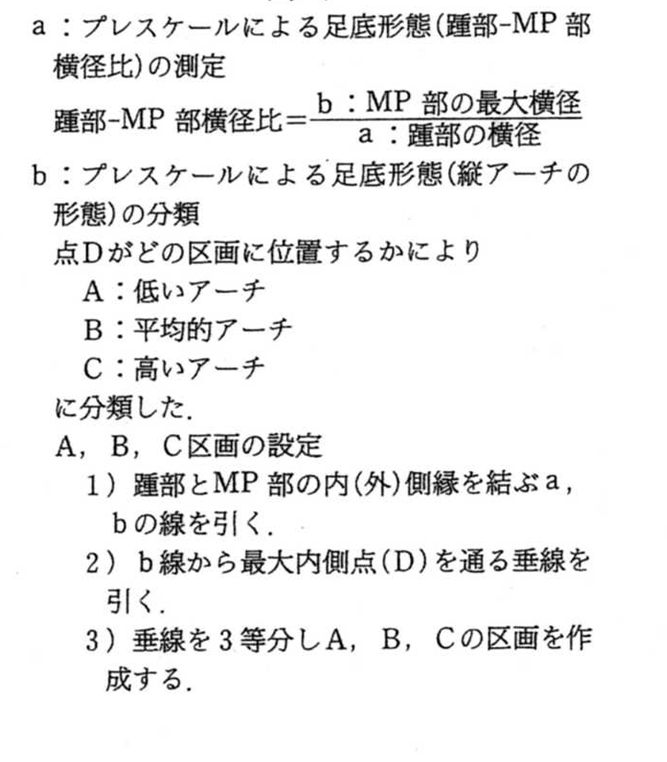 a：プレスケールによる足底形態(踵部-MP 部
横径比)の測定
踵部-MP 部横径比＝b：MP 部の最大横径
a：踵部の横径
b：プレスケールによる足底形態(縦アーチの
形態)の分類
点Dがどの区画に位置するかにより
A：低いアーチ
B：平均的アーチ
C：高いアーチ
に分類した．
A，B，C区画の設定
1）踵部とMP 部の内(外)側縁を結ぶa，
bの線を引く．
2）b線から最大内側点(D)を通る垂線を
引く．
3）垂線を3等分しA，B，Cの区画を作
成する．